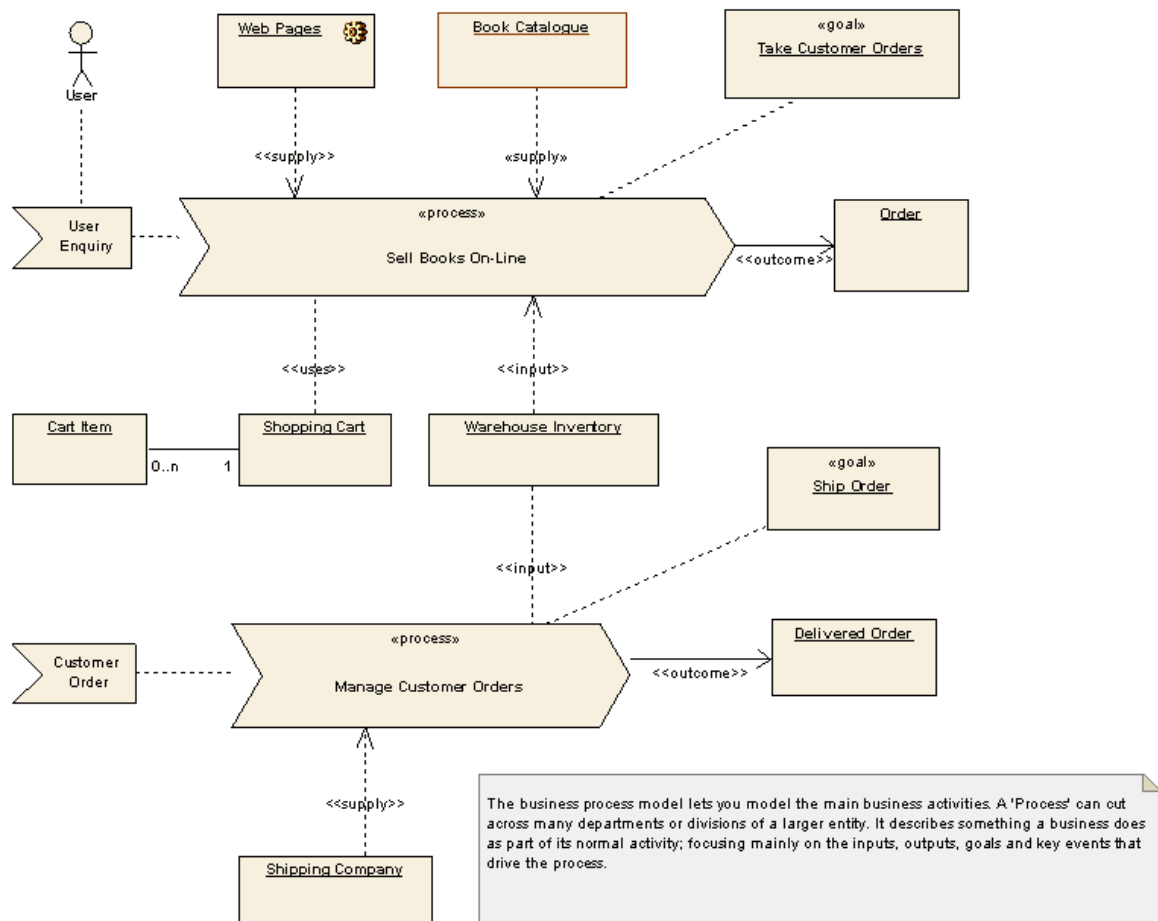 Web Pages
Book Catalogue
«goal»
Take Customer Orders
User
<<supply>>
«supply»
User
Enquiry
«process»
Sell Books On-Line
Order
<<outcome>>
<<uses>>
<<input>>
Cart Item
0..n
1
Shopping Cart
Warehouse Inventory
«goal»
Ship Order
<<input>>
Customer
Order
«process»
Manage Customer Orders
Delivered Order
<<outcome>>
<<supply>>
Shipping Company
The business process model lets you model the main business activities. A 'Process' can cut
across many departments or divisions of a larger entity. It describes something a business does
as part of its normal activity; focusing mainly on the inputs, outputs, goals and key events that
drive the process.